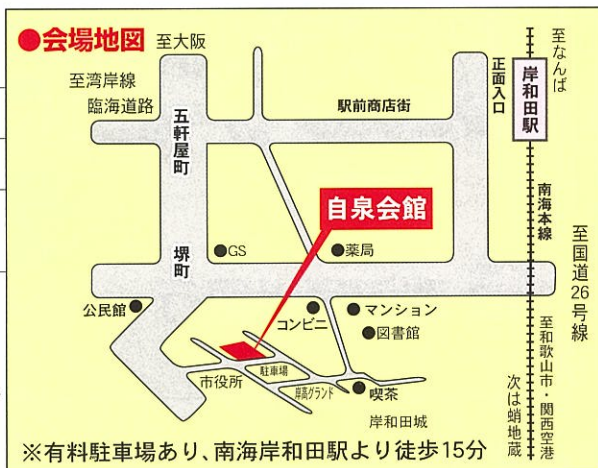 ●会場地図
至大阪
至なんば
至湾岸線
臨海道路
五軒屋町
駅前商店街
正面入口
岸和田駅
南海本線
自泉会館
堺町
●GS
●薬局
至国道26号線
公民館●
コンビニ
●マンション
●図書館
市役所
駐車場
岸高グランド
●喫茶
岸和田城
至和歌山市・関西空港
次は蛸地蔵
※有料駐車場あり、南海岸和田駅より徒歩15分